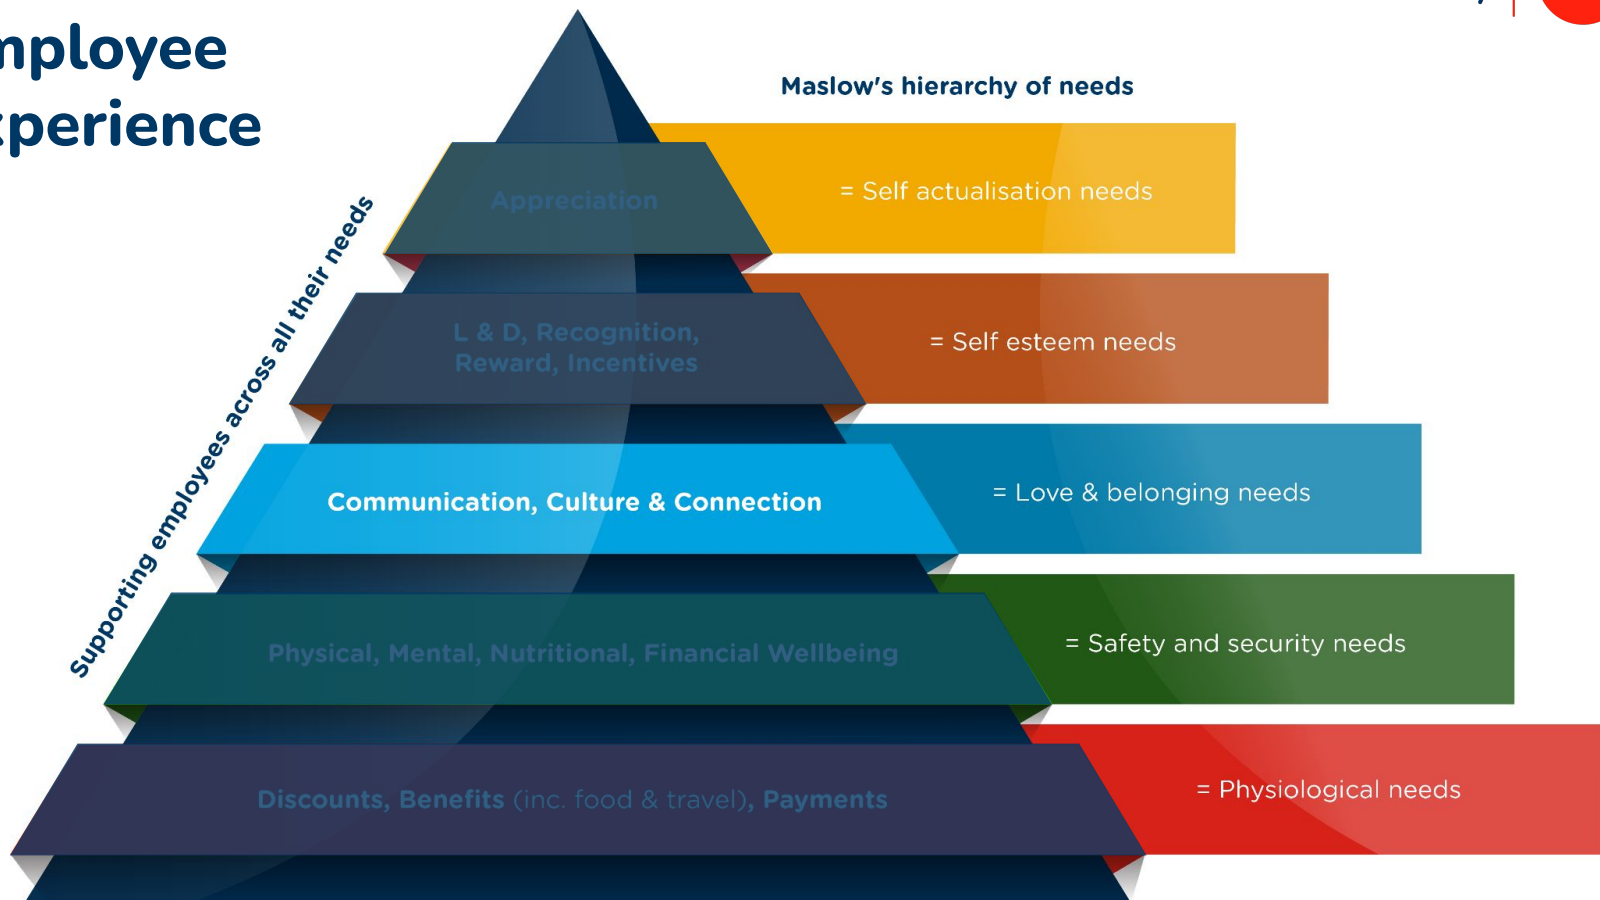 mployee
xperience
Maslow's hierarchy of needs
Supporting employees across all their needs
Appreciation
= Self actualisation needs
L & D, Recognition,
Reward, Incentives
= Self esteem needs
Communication, Culture & Connection
= Love & belonging needs
Physical, Mental, Nutritional, Financial Wellbeing
= Safety and security needs
Discounts, Benefits (inc. food & travel), Payments
= Physiological needs